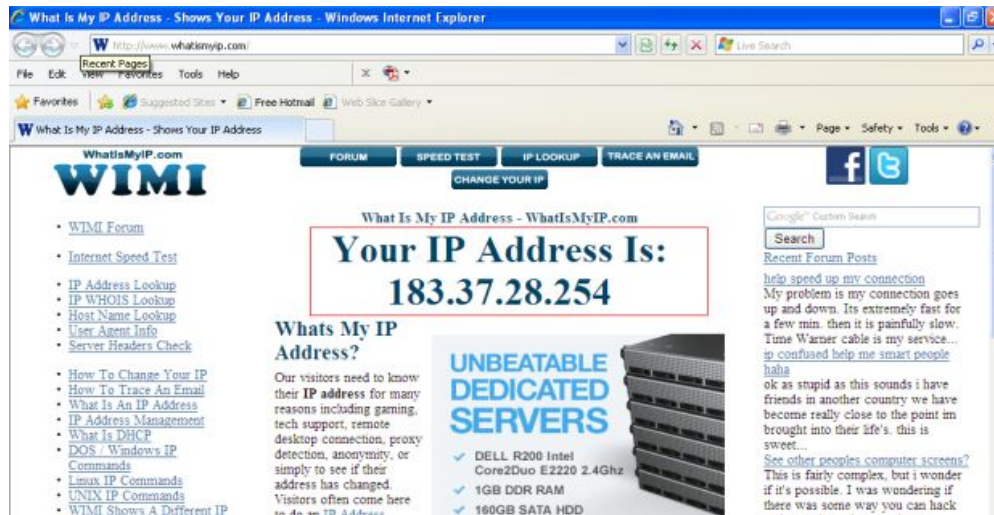 What Is My IP Address - Shows Your IP Address - Windows Internet Explorer
http://www.whatismyip.com/
Live Search
Recent Pages
File Edit View Favorites Tools Help
Favorites
Suggested Sites
Free Hotmail
Web Slice Gallery
What Is My IP Address - Shows Your IP Address
Page
Safety
Tools
WhatIsMyIP.com
WIMI
FORUM
SPEED TEST
IP LOOKUP
TRACE AN EMAIL
CHANGE YOUR IP
WIMI Forum
Internet Speed Test
IP Address Lookup
IP WHOIS Lookup
Host Name Lookup
User Agent Info
Server Headers Check
How To Change Your IP
How To Trace An Email
What Is An IP Address
IP Address Management
What Is DHCP
DOS / Windows IP
Commands
Linux IP Commands
UNIX IP Commands
WIMI Shows A Different IP
What Is My IP Address - WhatIsMyIP.com
Your IP Address Is:
183.37.28.254
Whats My IP
Address?
Our visitors need to know
their IP address for many
reasons including gaming,
tech support, remote
desktop connection, proxy
detection, anonymity, or
simply to see if their
address has changed.
Visitors often come here
to do an IP Address
UNBEATABLE
DEDICATED
SERVERS
DELL R200 Intel
Core2Duo E2220 2.4Ghz
1GB DDR RAM
160GB SATA HDD
f
t
Google™ Custom Search
Search
Recent Forum Posts
help speed up my connection
My problem is my connection goes
up and down. Its extremely fast for
a few min. then it is painfully slow.
Time Warner cable is my service...
ip confused help me smart people
haha
ok as stupid as this sounds i have
friends in another country we have
become really close to the point im
brought into their life's. this is
sweet...
See other peoples computer screens?
This is fairly complex, but i wonder
if it's possible. I was wondering if
there was some way you can hack